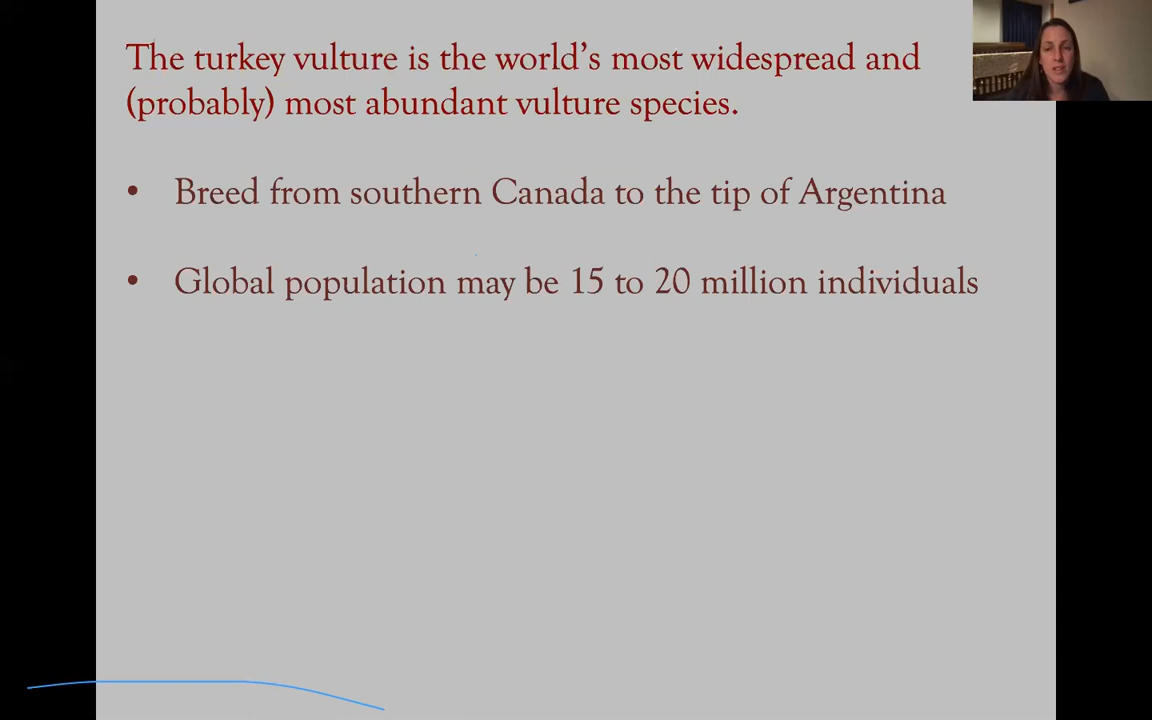 The turkey vulture is the world's most widespread and
(probably) most abundant vulture species.
• Breed from southern Canada to the tip of Argentina
• Global population may be 15 to 20 million individuals